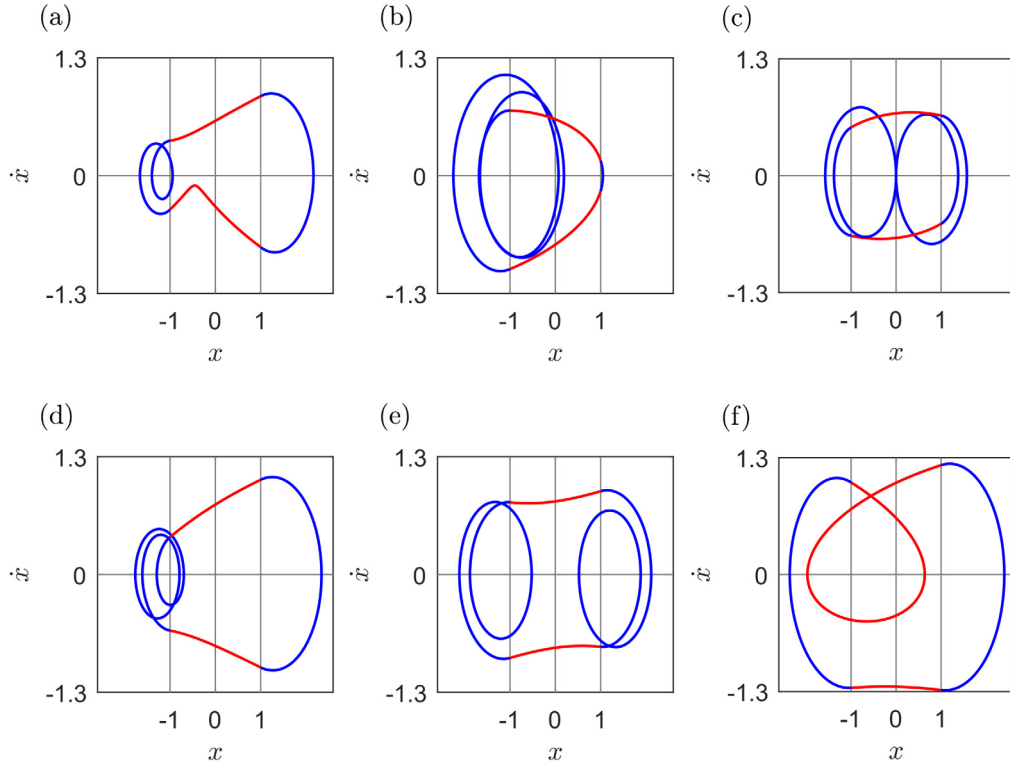 (a) (b) (c)
1.3 1.3 1.3
ẋ 0 ẋ 0 ẋ 0
-1.3 -1.3 -1.3
-1 0 1 -1 0 1 -1 0 1
x x x
(d) (e) (f)
1.3 1.3 1.3
ẋ 0 ẋ 0 ẋ 0
-1.3 -1.3 -1.3
-1 0 1 -1 0 1 -1 0 1
x x x